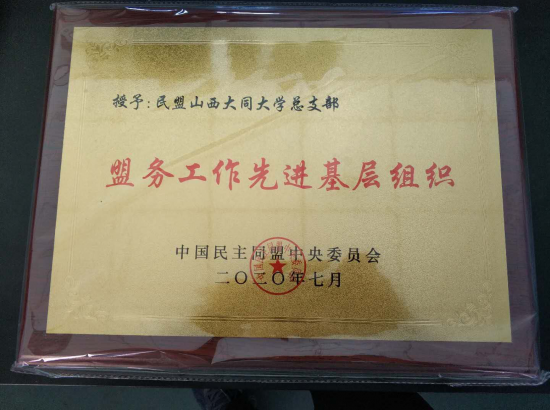 授予：民盟山西大同大学总支部
盟务工作先进基层组织
中国民主同盟中央委员会
二〇二〇年七月